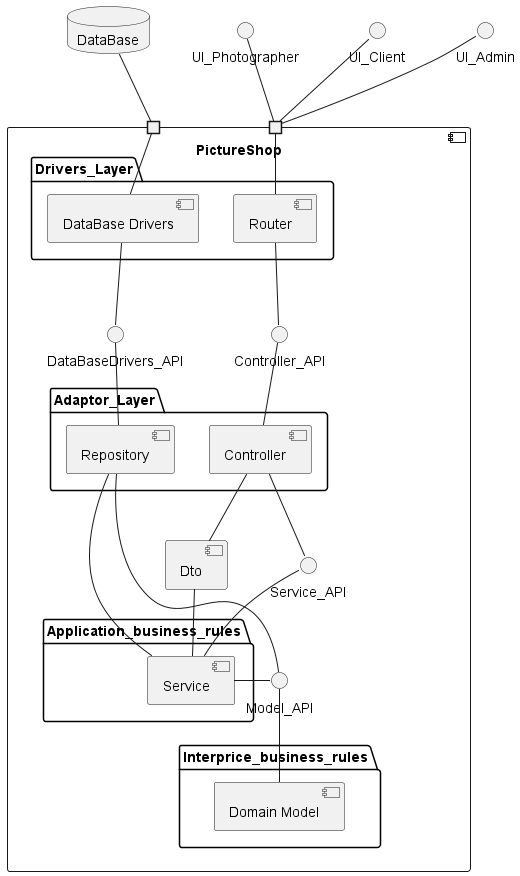 DataBase
UI_Photographer
UI_Client
UI_Admin
PictureShop
Drivers_Layer
DataBase Drivers
Router
DataBaseDrivers_API
Controller_API
Adaptor_Layer
Repository
Controller
Dto
Service_API
Application_business_rules
Service
Model_API
Interprice_business_rules
Domain Model